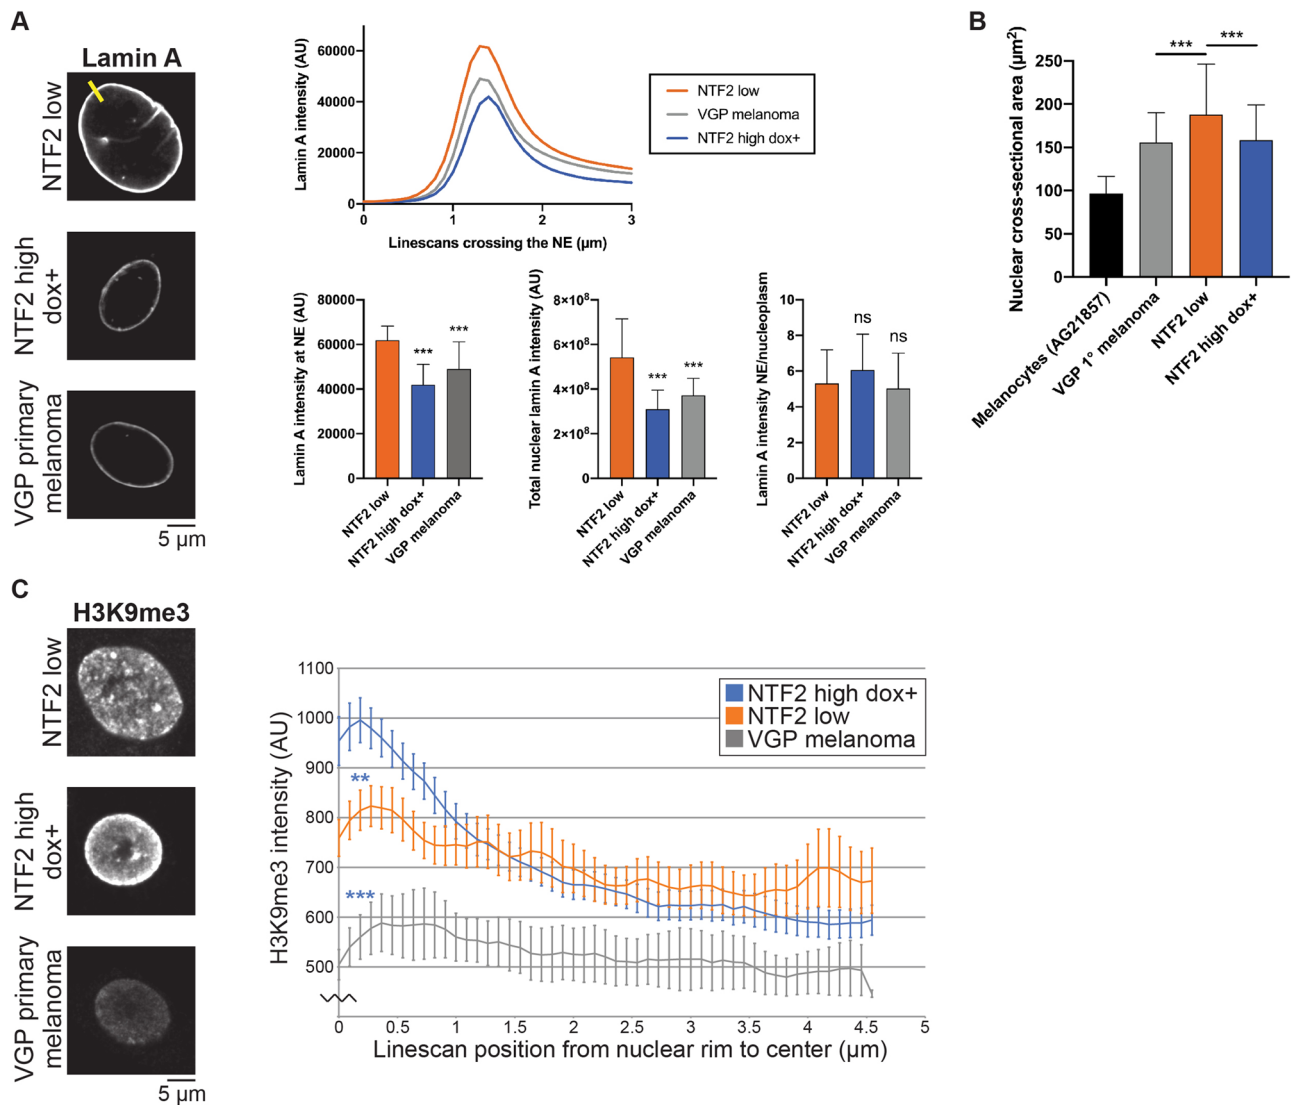 A
Lamin A
NTF2 low
NTF2 high
dox+
VGP primary
melanoma
5 µm
Lamin A intensity (AU)
60000
40000
20000
0
0
1
2
3
Linescans crossing the NE (µm)
NTF2 low
VGP melanoma
NTF2 high dox+
Lamin A intensity at NE (AU)
80000
60000
40000
20000
0
***
***
NTF2 low
NTF2 high dox+
VGP melanoma
Total nuclear lamin A intensity (AU)
8×10⁸
6×10⁸
4×10⁸
2×10⁸
0
***
***
NTF2 low
NTF2 high dox+
VGP melanoma
Lamin A intensity NE/nucleoplasm
10
8
6
4
2
0
ns
ns
NTF2 low
NTF2 high dox+
VGP melanoma
B
Nuclear cross-sectional area (µm²)
250
200
150
100
50
0
***
***
Melanocytes (AG21857)
VGP 1° melanoma
NTF2 low
NTF2 high dox+
C
H3K9me3
NTF2 low
NTF2 high
dox+
VGP primary
melanoma
5 µm
H3K9me3 intensity (AU)
1100
1000
900
800
700
600
500
**
***
NTF2 high dox+
NTF2 low
VGP melanoma
0
0.5
1
1.5
2
2.5
3
3.5
4
4.5
5
Linescan position from nuclear rim to center (µm)